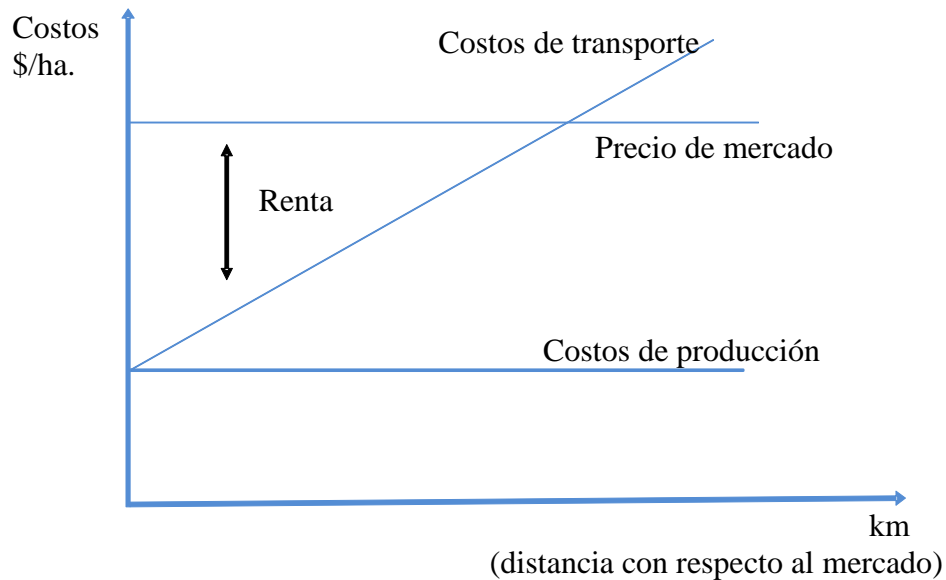 Costos
$/ha.
Costos de transporte
Precio de mercado
Renta
Costos de producción
km
(distancia con respecto al mercado)